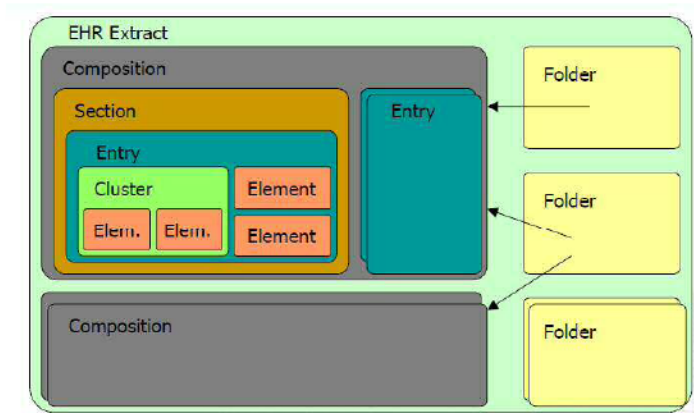 EHR Extract
Composition
Folder
Section
Entry
Entry
Cluster
Element
Elem.
Elem.
Element
Folder
Composition
Folder